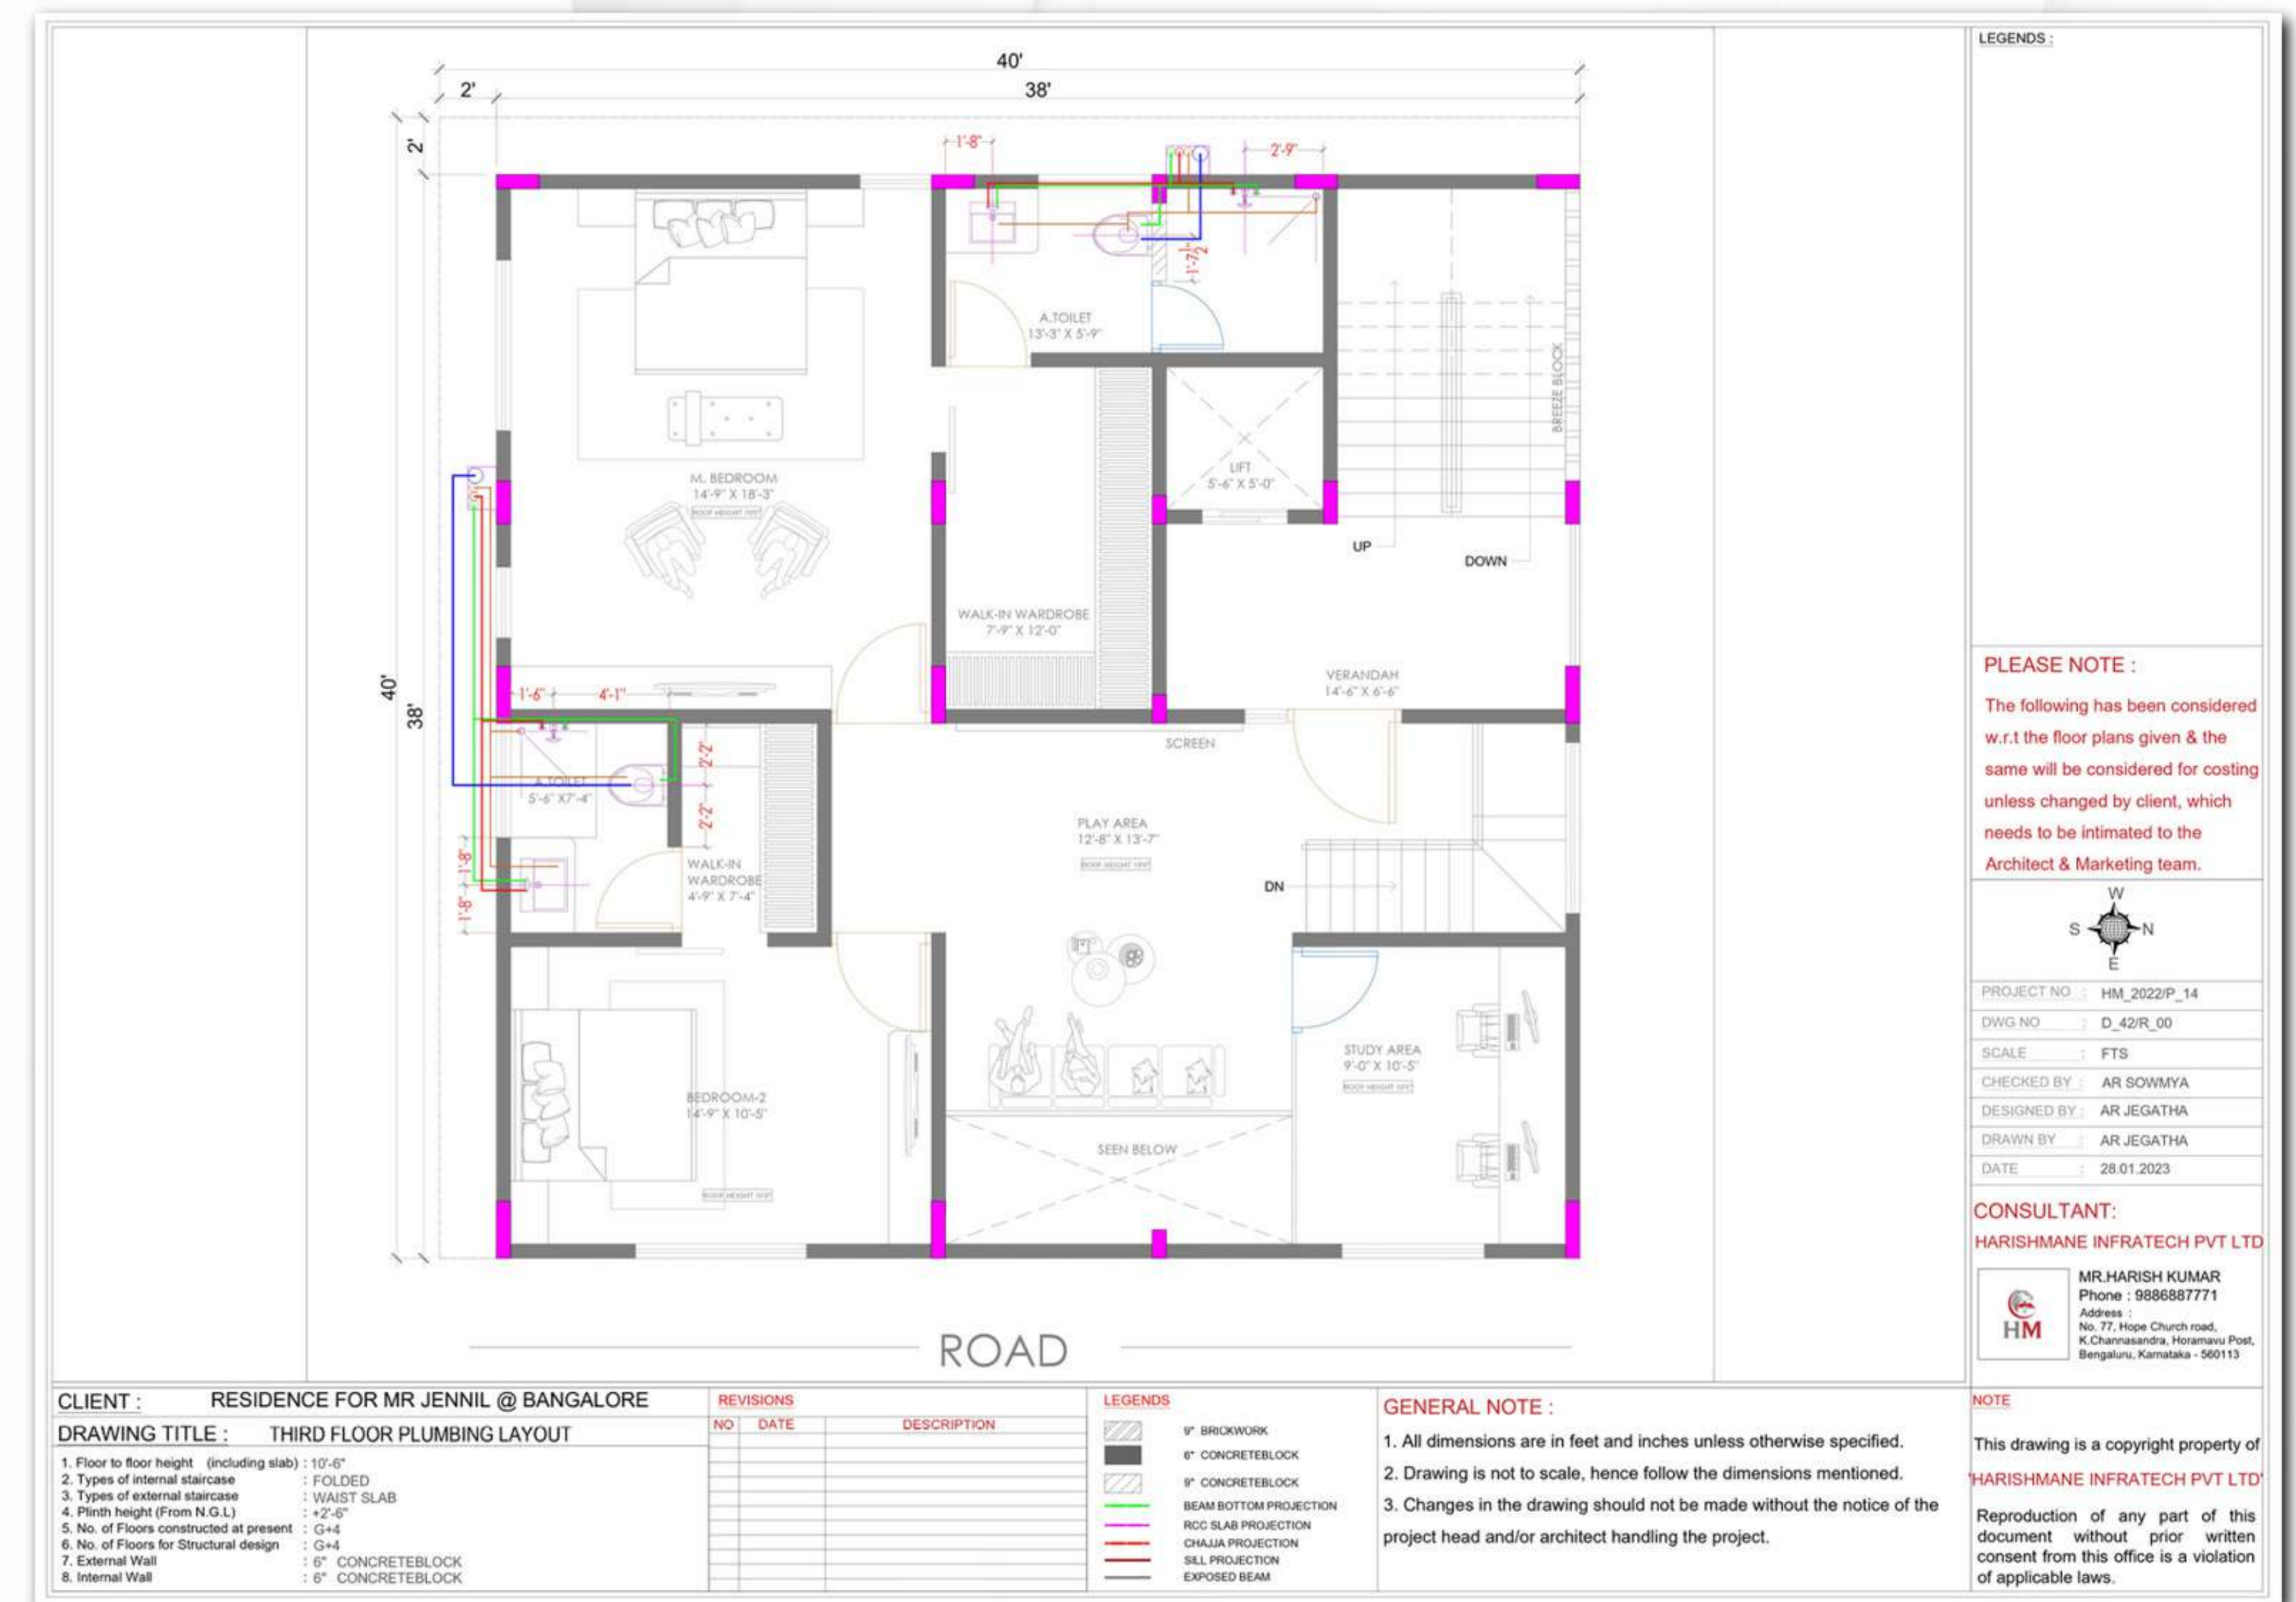 LEGENDS :
40'
2'
38'
2'
1'-8"
2'-9"
1'-7½"
A.TOILET
13'-3" X 5'-9"
BREEZE BLOCK
LIFT
5'-6" X 5'-0"
M. BEDROOM
14'-9" X 18'-3"
UP
DOWN
WALK-IN WARDROBE
7'-9" X 12'-0"
VERANDAH
14'-6" X 6'-6"
40'
38'
1'-6"
4'-1"
SCREEN
2'-2"
2'-2"
A.TOILET
5'-6" X7'-4"
1'-8"
1'-8"
WALK-IN
WARDROBE
4'-9" X 7'-4"
PLAY AREA
12'-8" X 13'-7"
DN
STUDY AREA
9'-0" X 10'-5"
BEDROOM-2
14'-9" X 10'-5"
SEEN BELOW
ROAD
PLEASE NOTE :
The following has been considered
w.r.t the floor plans given & the
same will be considered for costing
unless changed by client, which
needs to be intimated to the
Architect & Marketing team.
W
S
N
E
PROJECT NO : HM_2022/P_14
DWG NO : D_42/R_00
SCALE : FTS
CHECKED BY : AR SOWMYA
DESIGNED BY : AR JEGATHA
DRAWN BY : AR JEGATHA
DATE : 28.01.2023
CONSULTANT:
HARISHMANE INFRATECH PVT LTD
HM
MR.HARISH KUMAR
Phone : 9886887771
Address :
No. 77, Hope Church road,
K.Channasandra, Horamavu Post,
Bengaluru, Karnataka - 560113
CLIENT : RESIDENCE FOR MR JENNIL @ BANGALORE
DRAWING TITLE : THIRD FLOOR PLUMBING LAYOUT
1. Floor to floor height (including slab) : 10'-6"
2. Types of internal staircase : FOLDED
3. Types of external staircase : WAIST SLAB
4. Plinth height (From N.G.L) : +2'-6"
5. No. of Floors constructed at present : G+4
6. No. of Floors for Structural design : G+4
7. External Wall : 6" CONCRETEBLOCK
8. Internal Wall : 6" CONCRETEBLOCK
REVISIONS
NO DATE DESCRIPTION
LEGENDS
9" BRICKWORK
6" CONCRETEBLOCK
9" CONCRETEBLOCK
BEAM BOTTOM PROJECTION
RCC SLAB PROJECTION
CHAJJA PROJECTION
SILL PROJECTION
EXPOSED BEAM
GENERAL NOTE :
1. All dimensions are in feet and inches unless otherwise specified.
2. Drawing is not to scale, hence follow the dimensions mentioned.
3. Changes in the drawing should not be made without the notice of the
project head and/or architect handling the project.
NOTE
This drawing is a copyright property of
'HARISHMANE INFRATECH PVT LTD'
Reproduction of any part of this
document without prior written
consent from this office is a violation
of applicable laws.